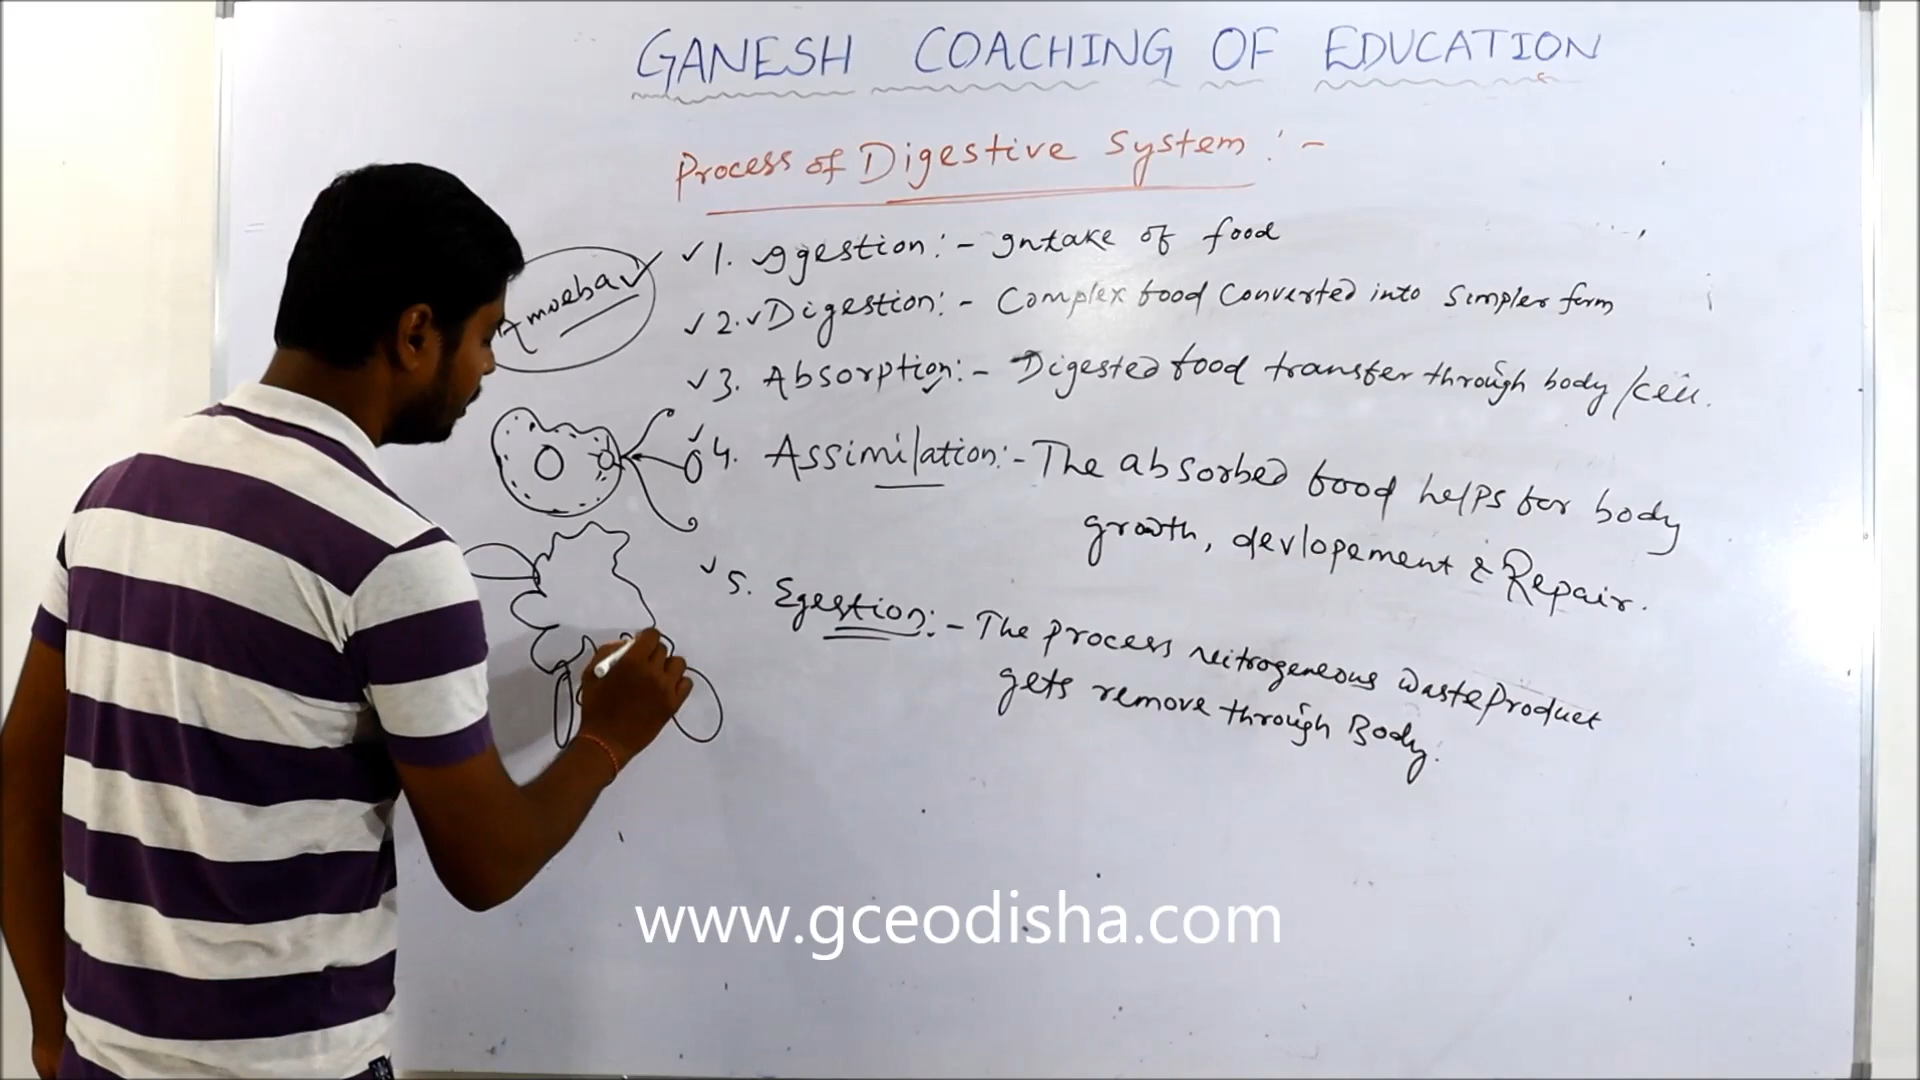 GANESH COACHING OF EDUCATION
Process of Digestive System :-
Amoeba
1. Iggestion :- Intake of food
2. Digestion :- Complex food Converted into Simpler form
3. Absorption :- Digested food transfer through body /cell.
4. Assimilation :- The absorbed food helps for body
growth, devlopement & Repair.
5. Egestion :- The process nitrogeneous waste product
gets remove through Body.
www.gceodisha.com